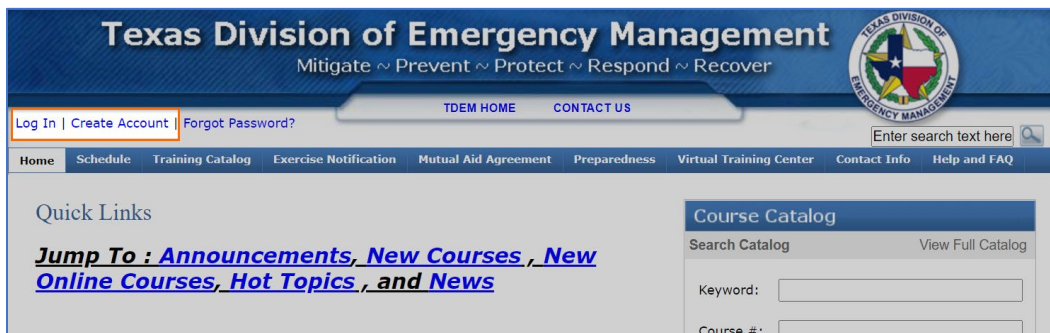 Texas Division of Emergency Management
Mitigate ~ Prevent ~ Protect ~ Respond ~ Recover
TEXAS DIVISION OF
EMERGENCY MANAGEMENT
TDEM HOME CONTACT US
Log In | Create Account | Forgot Password?
Enter search text here
Home Schedule Training Catalog Exercise Notification Mutual Aid Agreement Preparedness Virtual Training Center Contact Info Help and FAQ
Quick Links
Jump To : Announcements, New Courses , New
Online Courses, Hot Topics , and News
Course Catalog
Search Catalog View Full Catalog
Keyword:
Course #: